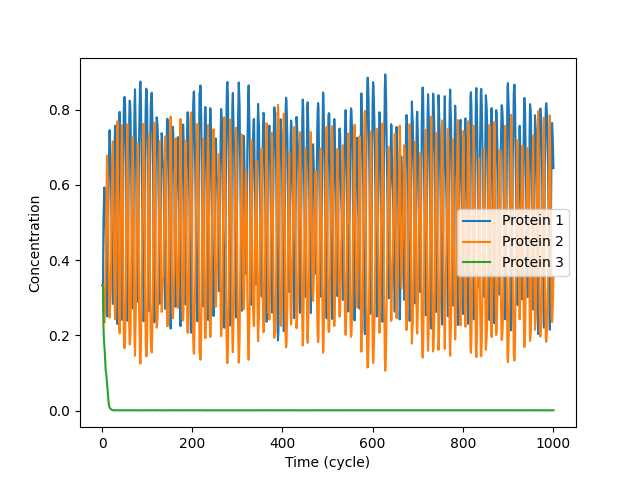 0.8
0.6
0.4
0.2
0.0
Concentration
Protein 1
Protein 2
Protein 3
0 200 400 600 800 1000
Time (cycle)